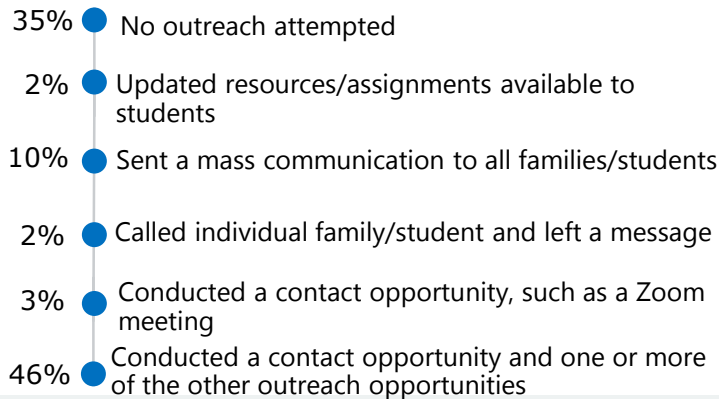 35% No outreach attempted
2% Updated resources/assignments available to
students
10% Sent a mass communication to all families/students
2% Called individual family/student and left a message
3% Conducted a contact opportunity, such as a Zoom
meeting
46% Conducted a contact opportunity and one or more
of the other outreach opportunities